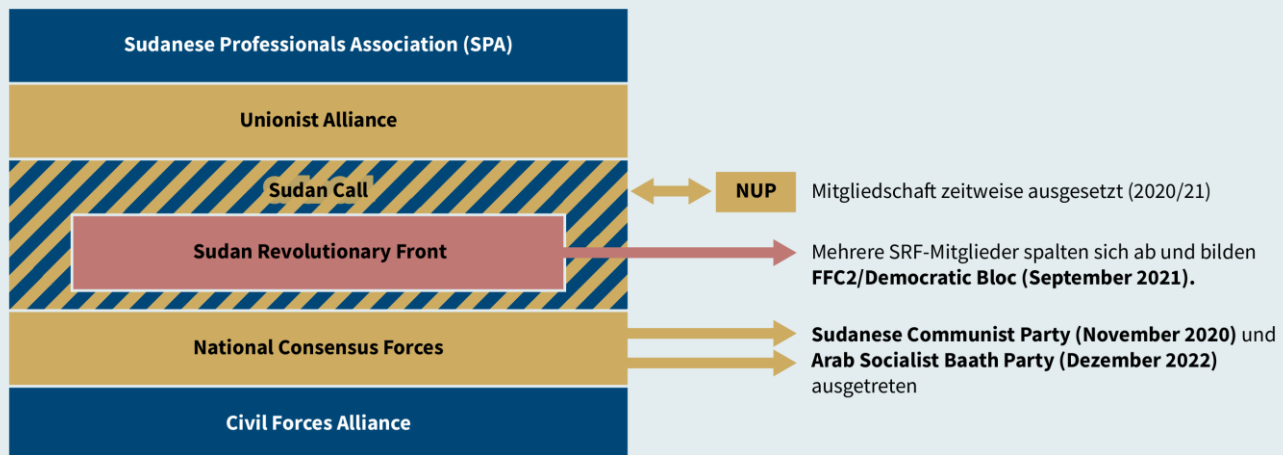 Sudanese Professionals Association (SPA)
Unionist Alliance
Sudan Call
NUP
Mitgliedschaft zeitweise ausgesetzt (2020/21)
Sudan Revolutionary Front
Mehrere SRF-Mitglieder spalten sich ab und bilden
FFC2/Democratic Bloc (September 2021).
National Consensus Forces
Sudanese Communist Party (November 2020) und
Arab Socialist Baath Party (Dezember 2022)
ausgetreten
Civil Forces Alliance